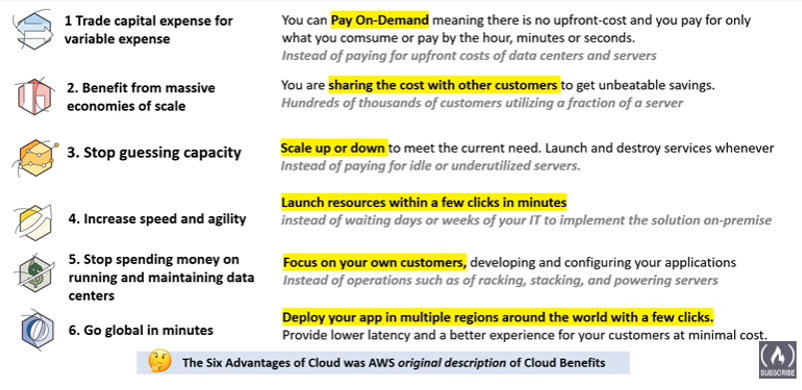 1 Trade capital expense for
variable expense
You can Pay On-Demand meaning there is no upfront-cost and you pay for only
what you comsume or pay by the hour, minutes or seconds.
Instead of paying for upfront costs of data centers and servers
2. Benefit from massive
economies of scale
You are sharing the cost with other customers to get unbeatable savings.
Hundreds of thousands of customers utilizing a fraction of a server
3. Stop guessing capacity
Scale up or down to meet the current need. Launch and destroy services whenever
Instead of paying for idle or underutilized servers.
4. Increase speed and agility
Launch resources within a few clicks in minutes
instead of waiting days or weeks of your IT to implement the solution on-premise
5. Stop spending money on
running and maintaining data
centers
Focus on your own customers, developing and configuring your applications
Instead of operations such as of racking, stacking, and powering servers
6. Go global in minutes
Deploy your app in multiple regions around the world with a few clicks.
Provide lower latency and a better experience for your customers at minimal cost.
The Six Advantages of Cloud was AWS original description of Cloud Benefits
SUBSCRIBE